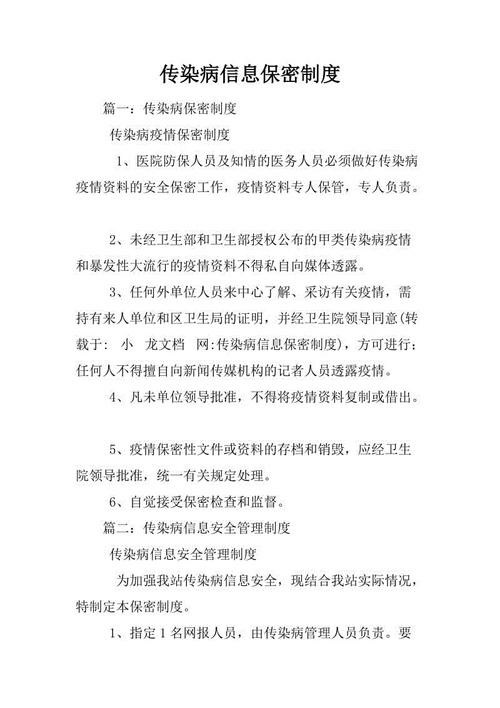 传染病信息保密制度
篇一：传染病保密制度
传染病疫情保密制度
1、医院防保人员及知情的医务人员必须做好传染病
疫情资料的安全保密工作，疫情资料专人保管，专人负责。
2、未经卫生部和卫生部授权公布的甲类传染病疫情
和暴发性大流行的疫情资料不得私自向媒体透露。
3、任何外单位人员来中心了解、采访有关疫情，需
持有来人单位和区卫生局的证明，并经卫生院领导同意(转
载于: 小 龙文档 网:传染病信息保密制度)，方可进行；
任何人不得擅自向新闻传媒机构的记者人员透露疫情。
4、凡未单位领导批准，不得将疫情资料复制或借出。
5、疫情保密性文件或资料的存档和销毁，应经卫生
院领导批准，统一有关规定处理。
6、自觉接受保密检查和监督。
篇二：传染病信息安全管理制度
传染病信息安全管理制度
为加强我站传染病信息安全，现结合我站实际情况，
特制定本保密制度。
1、指定1名网报人员，由传染病管理人员负责。要